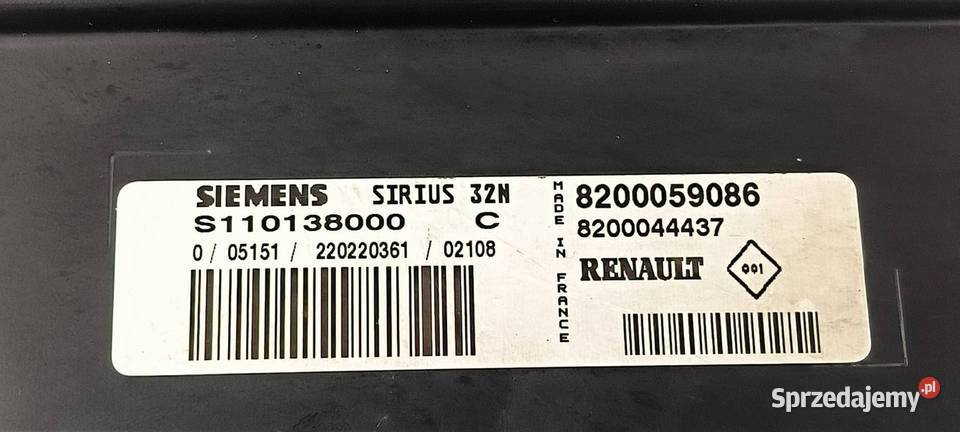 SIEMENS SIRIUS 32N
S110138000 C
0 / 05151 / 220220361 / 02108
MADE IN FRANCE
8200059086
8200044437
RENAULT 001
Sprzedajemy.pl